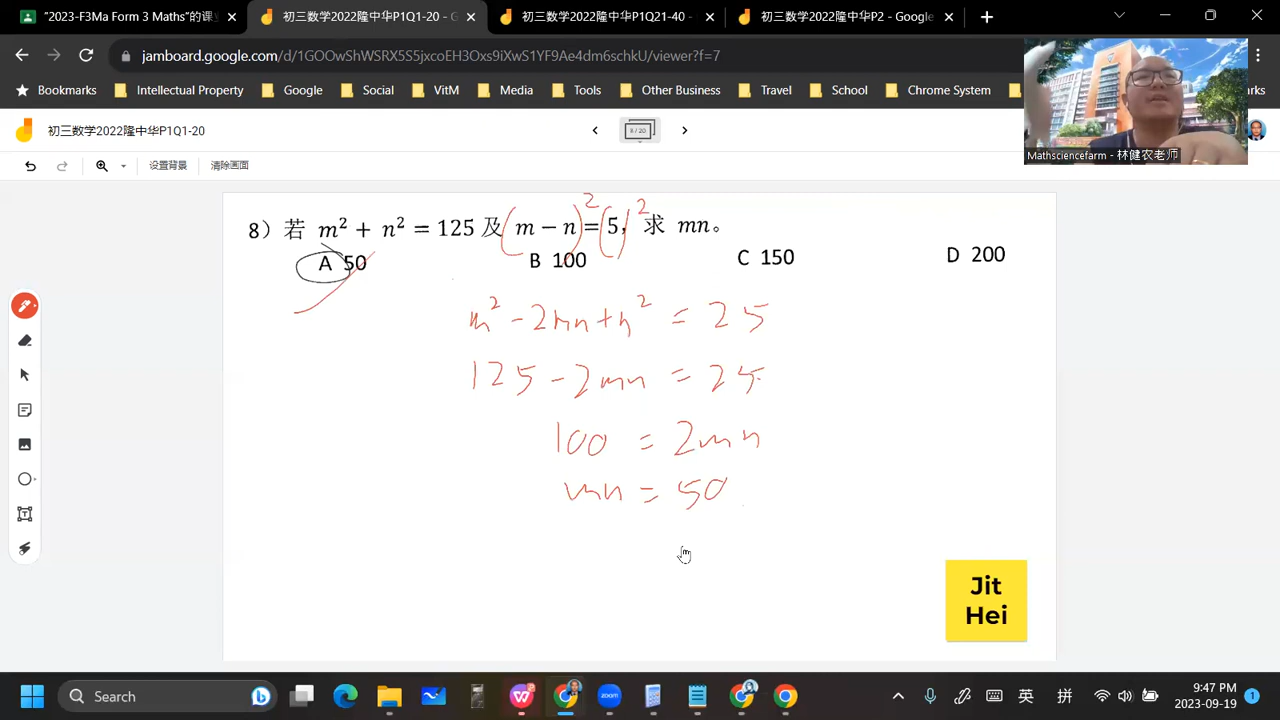 "2023-F3Ma Form 3 Maths"的课
初三数学2022隆中华P1Q1-20 - G
初三数学2022隆中华P1Q21-40 -
初三数学2022隆中华P2 - Google
Bookmarks
Intellectual Property
Google
Social
VitM
Media
Tools
Other Business
Travel
School
Chrome System
初三数学2022隆中华P1Q1-20
8 / 20
Mathsciencefarm - 林健农老师
设置背景
清除画面
8）若 m² + n² = 125 及 (m − n)² = (5)², 求 mn。
A 50
B 100
C 150
D 200
m² − 2mn + n² = 25
125 − 2mn = 25
100 = 2mn
mn = 50
Jit
Hei
Search
英
拼
9:47 PM
2023-09-19
1